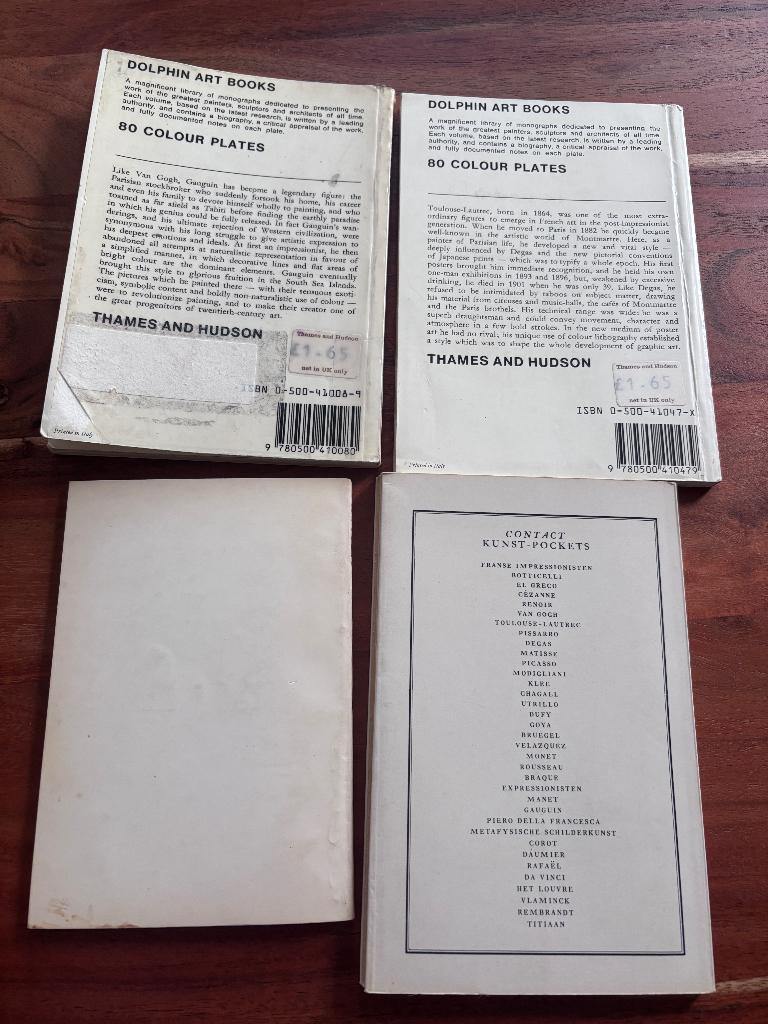 DOLPHIN ART BOOKS
A magnificent library of monographs dedicated to presenting the
work of the greatest painters, sculptors and architects of all time.
Each volume, based on the latest research, is written by a leading
authority, and contains a biography, a critical appraisal of the work,
and fully documented notes on each plate.
80 COLOUR PLATES
Like Van Gogh, Gauguin has become a legendary figure: the
Parisian stockbroker who suddenly forsook his home, his career
and even his family to devote himself wholly to painting, and who
roamed as far afield as Tahiti before finding the earthly paradise
in which his genius could be fully released. In fact Gauguin's wan-
derings, and his ultimate rejection of Western civilization, were
synonymous with his long struggle to give artistic expression to
his deepest emotions and ideals. At first an impressionist, he then
abandoned all attempts at naturalistic representation in favour of
a simplified manner, in which decorative lines and flat areas of
bright colour are the dominant elements. Gauguin eventually
brought this style to glorious fruition in the South Sea Islands.
The pictures which he painted there — with their sensuous exoti-
cism, symbolic content and boldly non-naturalistic use of colour —
were to revolutionize painting, and to make their creator one of
the great progenitors of twentieth-century art.
THAMES AND HUDSON
Thames and Hudson
£1.65
net in UK only
ISBN 0-500-41008-9
9 780500 410080
Printed in Italy
DOLPHIN ART BOOKS
A magnificent library of monographs dedicated to presenting the
work of the greatest painters, sculptors and architects of all time.
Each volume, based on the latest research, is written by a leading
authority, and contains a biography, a critical appraisal of the work,
and fully documented notes on each plate.
80 COLOUR PLATES
Toulouse-Lautrec, born in 1864, was one of the most extra-
ordinary figures to emerge in French art in the post-impressionist
generation. When he moved to Paris in 1882 he quickly became
well-known in the artistic world of Montmartre. Here, as a
painter of Parisian life, he developed a new and vital style —
deeply influenced by Degas and the new pictorial conventions
of Japanese prints — which was to typify a whole epoch. His first
posters brought him immediate recognition, and he held his own
one-man exhibitions in 1893 and 1896, but, weakened by excessive
drinking, he died in 1901 when he was only 39. Like Degas, he
refused to be intimidated by taboos on subject matter, drawing
his material from circuses and music-halls, the cafés of Montmartre
and the Paris brothels. His technical range was wide: he was a
superb draughtsman and could convey movement, character and
atmosphere in a few bold strokes. In the new medium of poster
art he had no rival; his unique use of colour lithography established
a style which was to shape the whole development of graphic art.
THAMES AND HUDSON
Thames and Hudson
£1.65
net in UK only
ISBN 0-500-41047-X
9 780500 410479
Printed in Italy
CONTACT
KUNST-POCKETS
FRANSE IMPRESSIONISTEN
BOTTICELLI
EL GRECO
CÉZANNE
RENOIR
VAN GOGH
TOULOUSE-LAUTREC
PISSARRO
DEGAS
MATISSE
PICASSO
MODIGLIANI
KLEE
CHAGALL
UTRILLO
DUFY
GOYA
BRUEGEL
VELAZQUEZ
MONET
ROUSSEAU
BRAQUE
EXPRESSIONISTEN
MANET
GAUGUIN
PIERO DELLA FRANCESCA
METAFYSISCHE SCHILDERKUNST
COROT
DAUMIER
RAFAËL
DA VINCI
HET LOUVRE
VLAMINCK
REMBRANDT
TITIAAN